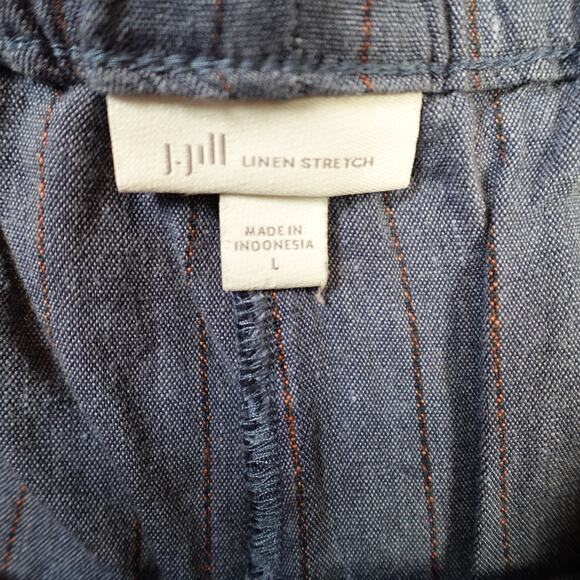 J.Jill LINEN STRETCH
MADE IN
INDONESIA
L